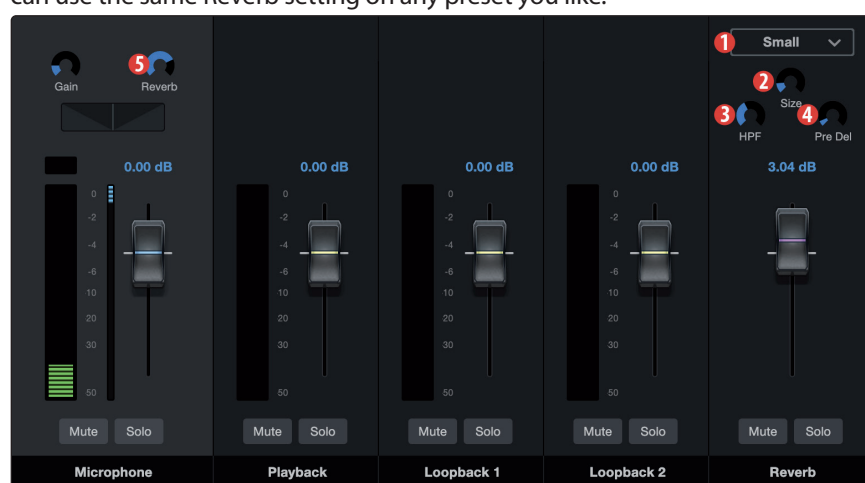 can use the same Reverb setting on any preset you like.
1 Small
5 2
Gain Reverb Size
3 4
HPF Pre Del
0.00 dB 0.00 dB 0.00 dB 0.00 dB 3.04 dB
0 0 0 0
-2 -2 -2 -2
-4 -4 -4 -4
-6 -6 -6 -6
10 10 10 10
20 20 20 20
30 30 30 30
50 50 50 50
Mute Solo Mute Solo Mute Solo Mute Solo Mute Solo
Microphone Playback Loopback 1 Loopback 2 Reverb